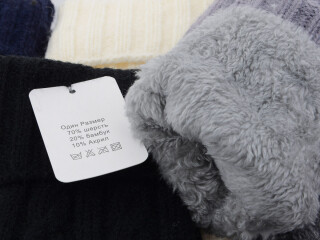 Один Размер
70% шерсть
20% Бамбук
10% Акрил